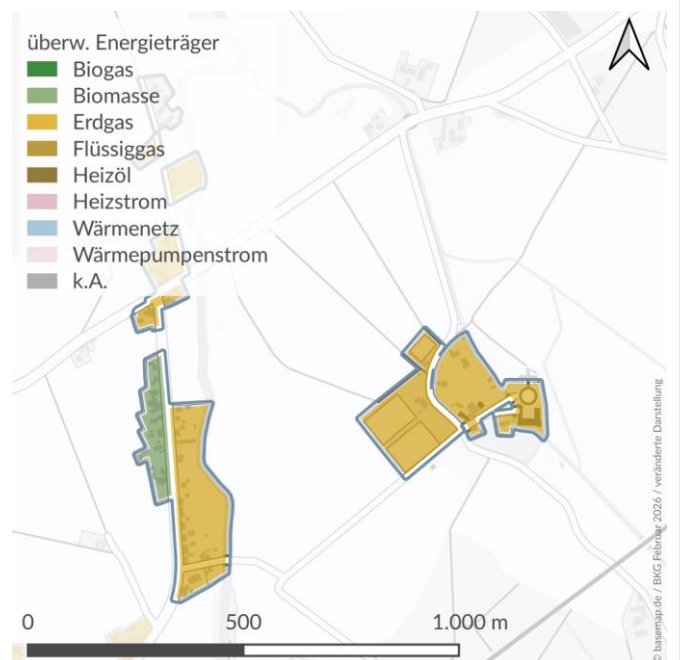 überw. Energieträger
Biogas
Biomasse
Erdgas
Flüssiggas
Heizöl
Heizstrom
Wärmenetz
Wärmepumpenstrom
k.A.
0 500 1.000 m
© basemap.de / BKG Februar 2026 / veränderte Darstellung